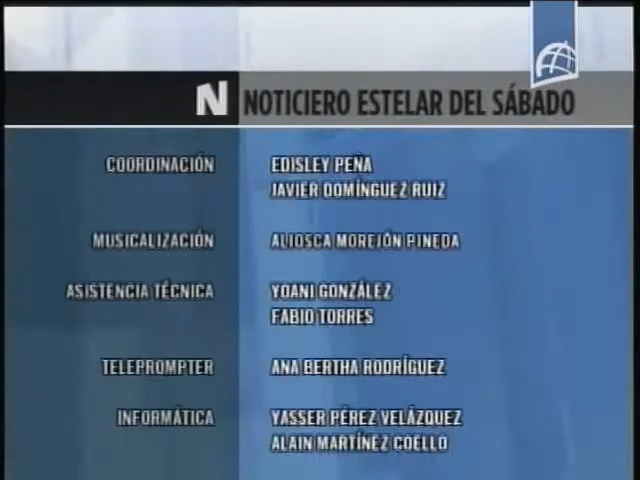 N NOTICIERO ESTELAR DEL SÁBADO
COORDINACIÓN EDISLEY PEÑA
JAVIER DOMÍNGUEZ RUIZ
MUSICALIZACIÓN ALIOSCA MOREJÓN PINEDA
ASISTENCIA TÉCNICA YOANI GONZÁLEZ
FABIO TORRES
TELEPROMPTER ANA BERTHA RODRÍGUEZ
INFORMÁTICA YASSER PÉREZ VELÁZQUEZ
ALAIN MARTÍNEZ COELLO